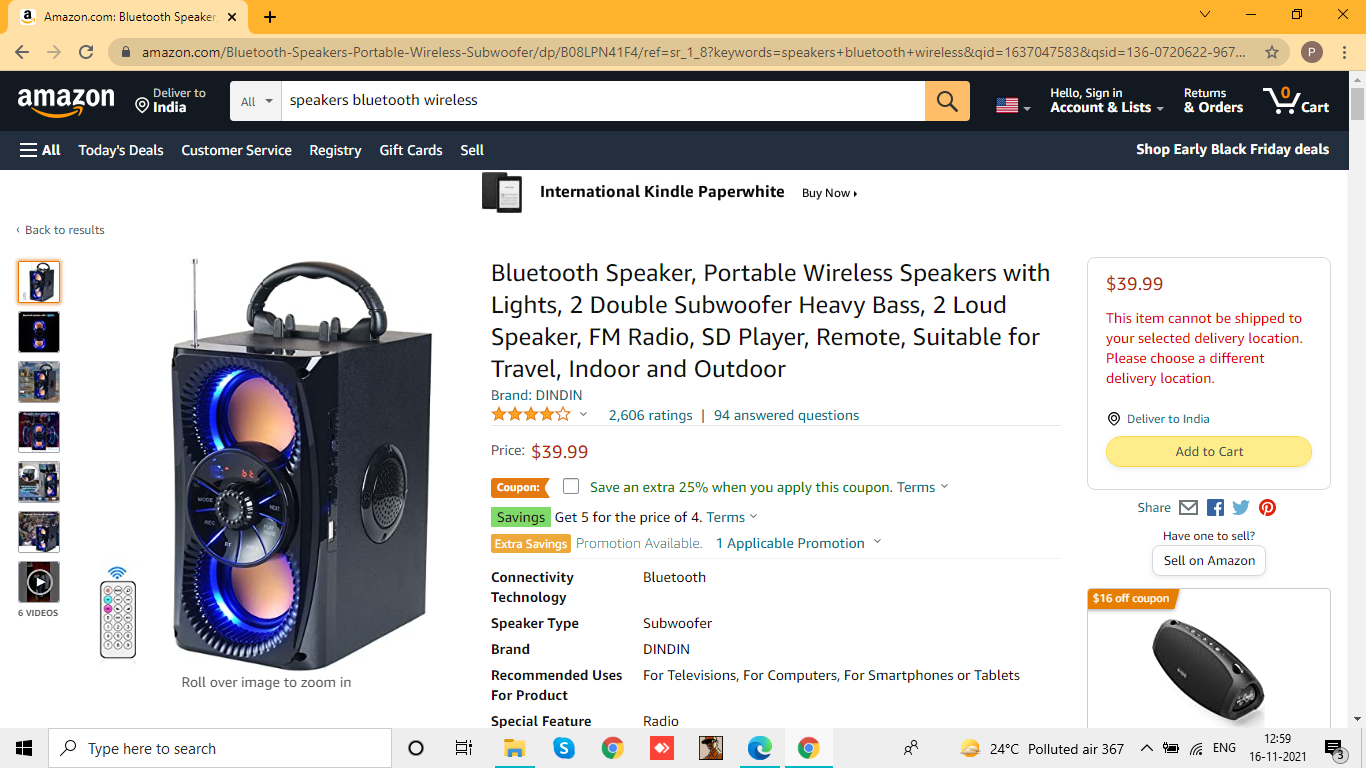 Amazon.com: Bluetooth Speaker,
amazon.com/Bluetooth-Speakers-Portable-Wireless-Subwoofer/dp/B08LPN41F4/ref=sr_1_8?keywords=speakers+bluetooth+wireless&qid=1637047583&qsid=136-0720622-967...
P
amazon
Deliver to
India
All
speakers bluetooth wireless
Hello, Sign in
Account & Lists
Returns
& Orders
0
Cart
All
Today's Deals
Customer Service
Registry
Gift Cards
Sell
Shop Early Black Friday deals
International Kindle Paperwhite
Buy Now
‹ Back to results
Bluetooth Speaker, Portable Wireless Speakers with
Lights, 2 Double Subwoofer Heavy Bass, 2 Loud
Speaker, FM Radio, SD Player, Remote, Suitable for
Travel, Indoor and Outdoor
Brand: DINDIN
2,606 ratings | 94 answered questions
Price: $39.99
Coupon: Save an extra 25% when you apply this coupon. Terms
Savings Get 5 for the price of 4. Terms
Extra Savings Promotion Available. 1 Applicable Promotion
Connectivity Technology Bluetooth
Speaker Type Subwoofer
Brand DINDIN
Recommended Uses For Product For Televisions, For Computers, For Smartphones or Tablets
Special Feature Radio
MODE
NEXT
REC
BT
bt
6 VIDEOS
Roll over image to zoom in
$39.99
This item cannot be shipped to
your selected delivery location.
Please choose a different
delivery location.
Deliver to India
Add to Cart
Share
Have one to sell?
Sell on Amazon
$16 off coupon
Type here to search
24°C Polluted air 367
ENG
12:59
16-11-2021
3